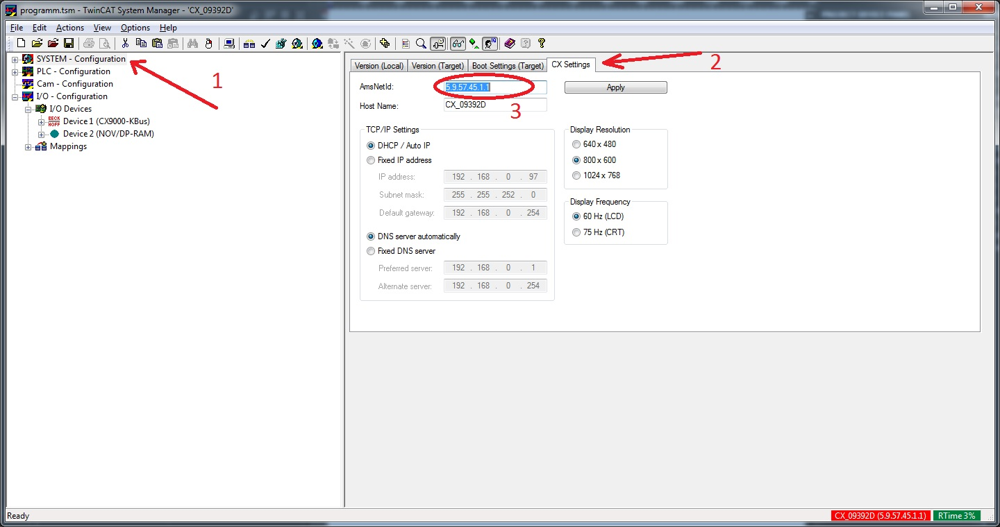 programm.tsm - TwinCAT System Manager - 'CX_09392D'
File Edit Actions View Options Help
SYSTEM - Configuration
PLC - Configuration
Cam - Configuration
I/O - Configuration
I/O Devices
BECK
HOFF
Device 1 (CX9000-KBus)
Device 2 (NOV/DP-RAM)
Mappings
1
Version (Local) Version (Target) Boot Settings (Target) CX Settings
2
AmsNetId: 5.9.57.45.1.1 Apply
Host Name: CX_09392D
3
TCP/IP Settings
DHCP / Auto IP
Fixed IP address
IP address: 192 . 168 . 0 . 97
Subnet mask: 255 . 255 . 252 . 0
Default gateway: 192 . 168 . 0 . 254
DNS server automatically
Fixed DNS server
Preferred server: 192 . 168 . 0 . 1
Alternate server: 192 . 168 . 0 . 254
Display Resolution
640 x 480
800 x 600
1024 x 768
Display Frequency
60 Hz (LCD)
75 Hz (CRT)
Ready CX_09392D (5.9.57.45.1.1) RTime 3%